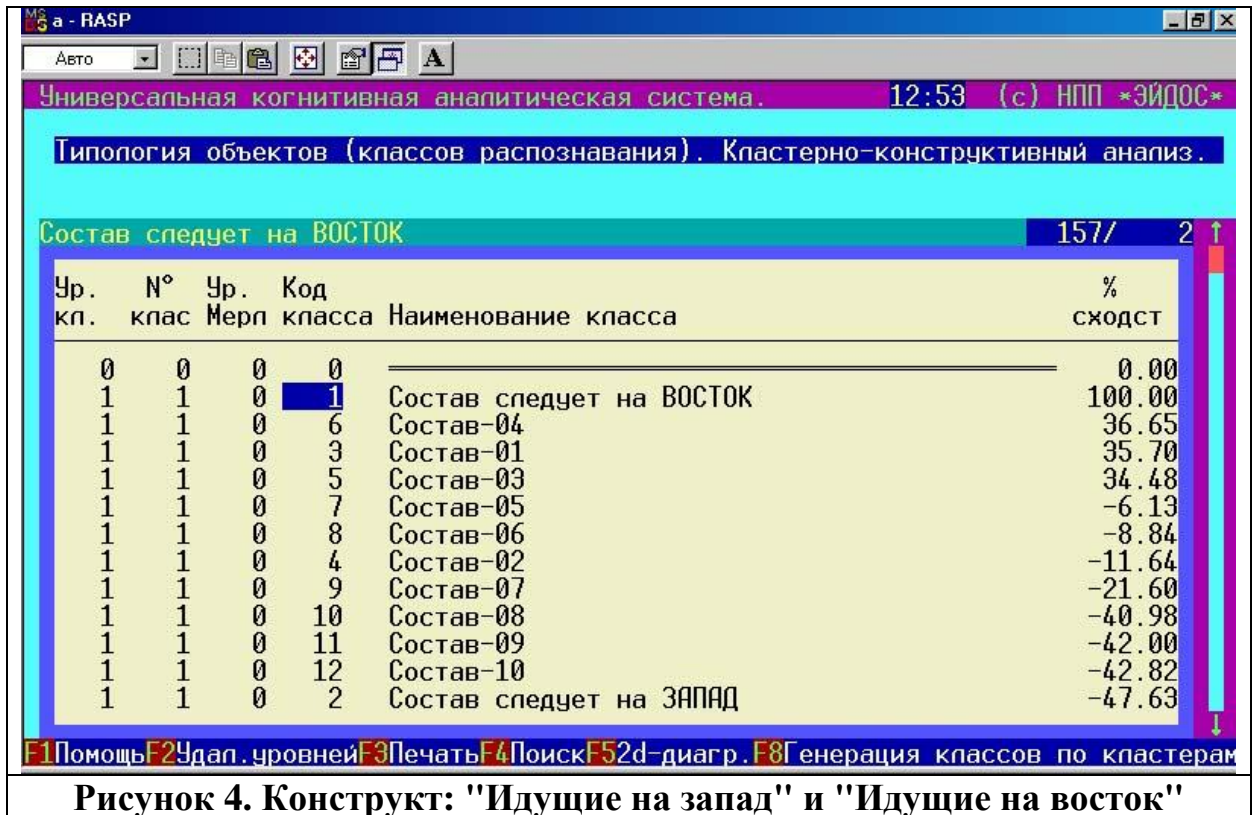 a - RASP
Авто
A
Универсальная когнитивная аналитическая система. 12:53 (c) НПП *ЭЙДОС*
Типология объектов (классов распознавания). Кластерно-конструктивный анализ.
Состав следует на ВОСТОК 157/ 2
Ур. N° Ур. Код %
кл. клас Мерл класса Наименование класса сходст
0 0 0 0 0.00
1 1 0 1 Состав следует на ВОСТОК 100.00
1 1 0 6 Состав-04 36.65
1 1 0 3 Состав-01 35.70
1 1 0 5 Состав-03 34.48
1 1 0 7 Состав-05 -6.13
1 1 0 8 Состав-06 -8.84
1 1 0 4 Состав-02 -11.64
1 1 0 9 Состав-07 -21.60
1 1 0 10 Состав-08 -40.98
1 1 0 11 Состав-09 -42.00
1 1 0 12 Состав-10 -42.82
1 1 0 2 Состав следует на ЗАПАД -47.63
F1Помощь F2Удал.уровней F3Печать F4Поиск F52d-диагр. F8Генерация классов по кластерам
Рисунок 4. Конструкт: "Идущие на запад" и "Идущие на восток"